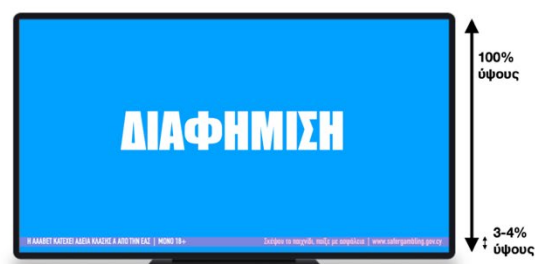 ΔΙΑΦΗΜΙΣΗ
Η ΑΑΑΒΕΤ ΚΑΤΕΧΕΙ ΑΔΕΙΑ ΚΛΑΣΗΣ Α ΑΠΟ ΤΗΝ ΕΑΣ | ΜΟΝΟ 18+
Σκέψου το παιχνίδι, παίξε με ασφάλεια | www.safergambling.gov.cy
100%
ύψους
3-4%
ύψους